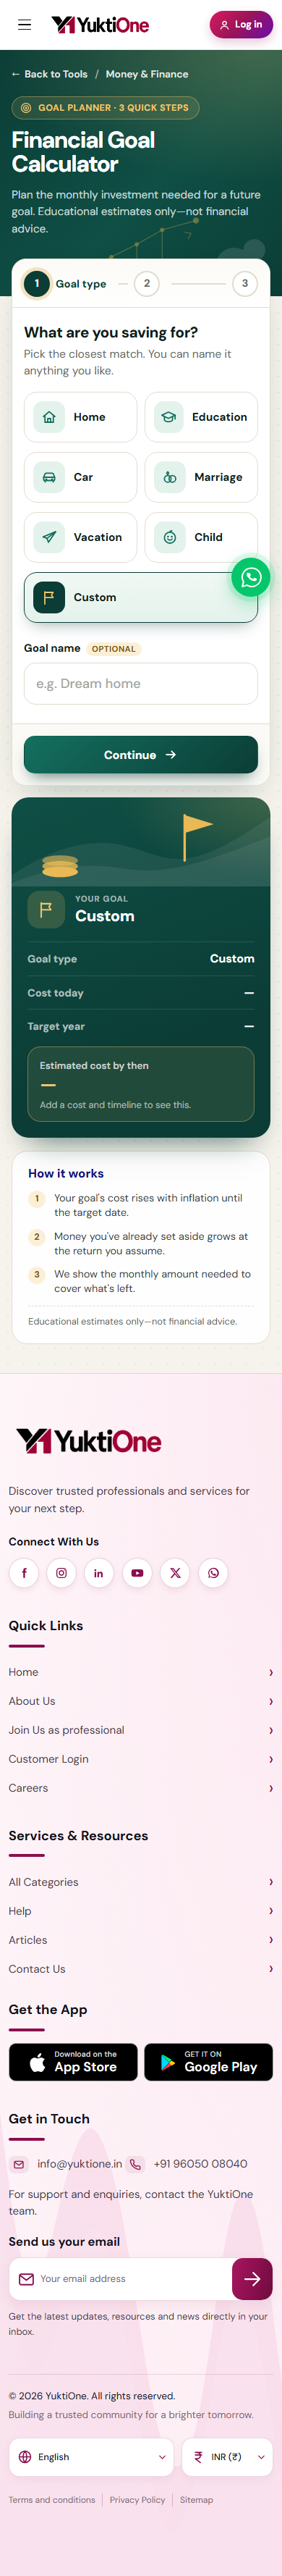 YuktiOne
Log in
← Back to Tools / Money & Finance
GOAL PLANNER · 3 QUICK STEPS
Financial Goal
Calculator
Plan the monthly investment needed for a future
goal. Educational estimates only—not financial
advice.
1 Goal type 2 3
What are you saving for?
Pick the closest match. You can name it
anything you like.
Home Education
Car Marriage
Vacation Child
Custom
Goal name OPTIONAL
e.g. Dream home
Continue →
YOUR GOAL
Custom
Goal type Custom
Cost today —
Target year —
Estimated cost by then
—
Add a cost and timeline to see this.
How it works
1 Your goal's cost rises with inflation until
the target date.
2 Money you've already set aside grows at
the return you assume.
3 We show the monthly amount needed to
cover what's left.
Educational estimates only—not financial advice.
YuktiOne
Discover trusted professionals and services for
your next step.
Connect With Us
Quick Links
Home ›
About Us ›
Join Us as professional ›
Customer Login ›
Careers ›
Services & Resources
All Categories ›
Help ›
Articles ›
Contact Us ›
Get the App
Download on the
App Store
GET IT ON
Google Play
Get in Touch
info@yuktione.in +91 96050 08040
For support and enquiries, contact the YuktiOne
team.
Send us your email
Your email address
Get the latest updates, resources and news directly in your
inbox.
© 2026 YuktiOne. All rights reserved.
Building a trusted community for a brighter tomorrow.
English ₹ INR (₹)
Terms and conditions Privacy Policy Sitemap